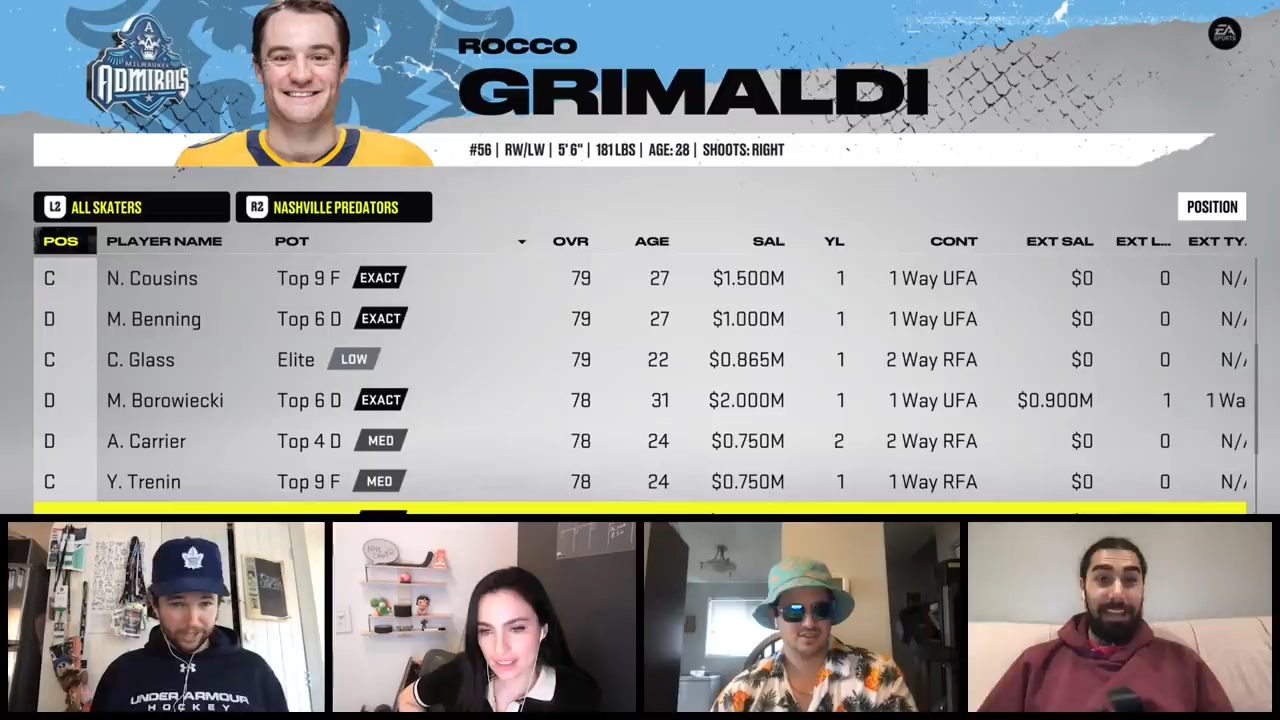 A
MILWAUKEE
ADMIRALS
ROCCO
GRIMALDI
EA
SPORTS
#56 | RW/LW | 5' 6" | 181 LBS | AGE: 28 | SHOOTS: RIGHT
L2 ALL SKATERS R2 NASHVILLE PREDATORS POSITION
POS PLAYER NAME POT OVR AGE SAL YL CONT EXT SAL EXT L... EXT TY.
C N. Cousins Top 9 F EXACT 79 27 $1.500M 1 1 Way UFA $0 0 N/
D M. Benning Top 6 D EXACT 79 27 $1.000M 1 1 Way UFA $0 0 N/
C C. Glass Elite LOW 79 22 $0.865M 1 2 Way RFA $0 0 N/
D M. Borowiecki Top 6 D EXACT 78 31 $2.000M 1 1 Way UFA $0.900M 1 1 Wa
D A. Carrier Top 4 D MED 78 24 $0.750M 2 2 Way RFA $0 0 N/
C Y. Trenin Top 9 F MED 78 24 $0.750M 1 1 Way RFA $0 0 N/
NHL
UNDER ARMOUR
HOCKEY